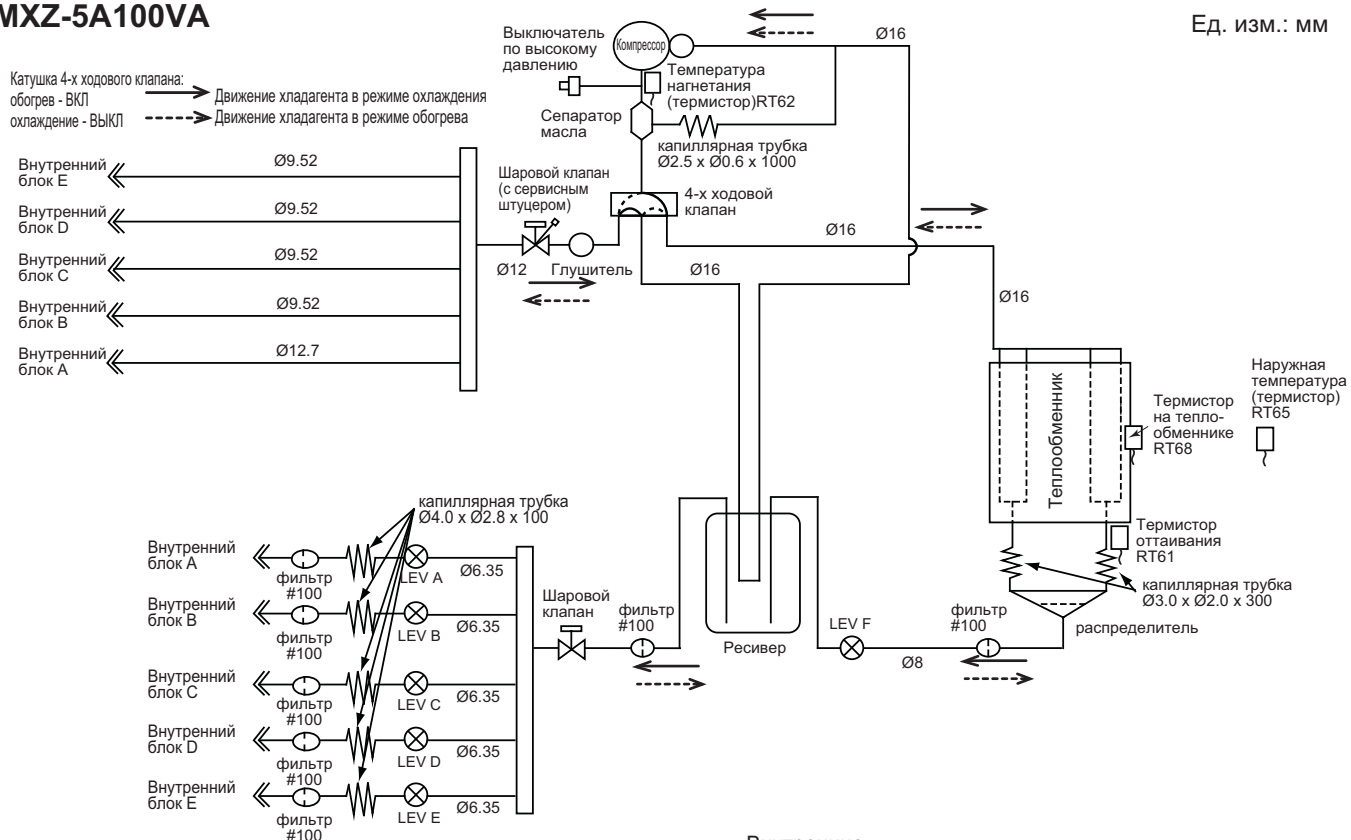 MXZ-5A100VA
Ед. изм.: мм
Катушка 4-х ходового клапана:
обогрев - ВКЛ
охлаждение - ВЫКЛ
Движение хладагента в режиме охлаждения
Движение хладагента в режиме обогрева
Выключатель
по высокому
давлению
Компрессор
Ø16
Температура
нагнетания
(термистор)RT62
Сепаратор
масла
капиллярная трубка
Ø2.5 x Ø0.6 x 1000
Внутренний
блок E
Ø9.52
Внутренний
блок D
Ø9.52
Внутренний
блок C
Ø9.52
Внутренний
блок B
Ø9.52
Внутренний
блок A
Ø12.7
Шаровой клапан
(с сервисным
штуцером)
4-х ходовой
клапан
Ø12
Глушитель
Ø16
Ø16
Ø16
Теплообменник
Термистор
на тепло-
обменнике
RT68
Наружная
температура
(термистор)
RT65
Термистор
оттаивания
RT61
капиллярная трубка
Ø3.0 x Ø2.0 x 300
распределитель
капиллярная трубка
Ø4.0 x Ø2.8 x 100
Внутренний
блок A
фильтр
#100
LEV A
Ø6.35
Внутренний
блок B
фильтр
#100
LEV B
Ø6.35
Внутренний
блок C
фильтр
#100
LEV C
Ø6.35
Внутренний
блок D
фильтр
#100
LEV D
Ø6.35
Внутренний
блок E
фильтр
#100
LEV E
Ø6.35
Шаровой
клапан
фильтр
#100
Ресивер
LEV F
Ø8
фильтр
#100